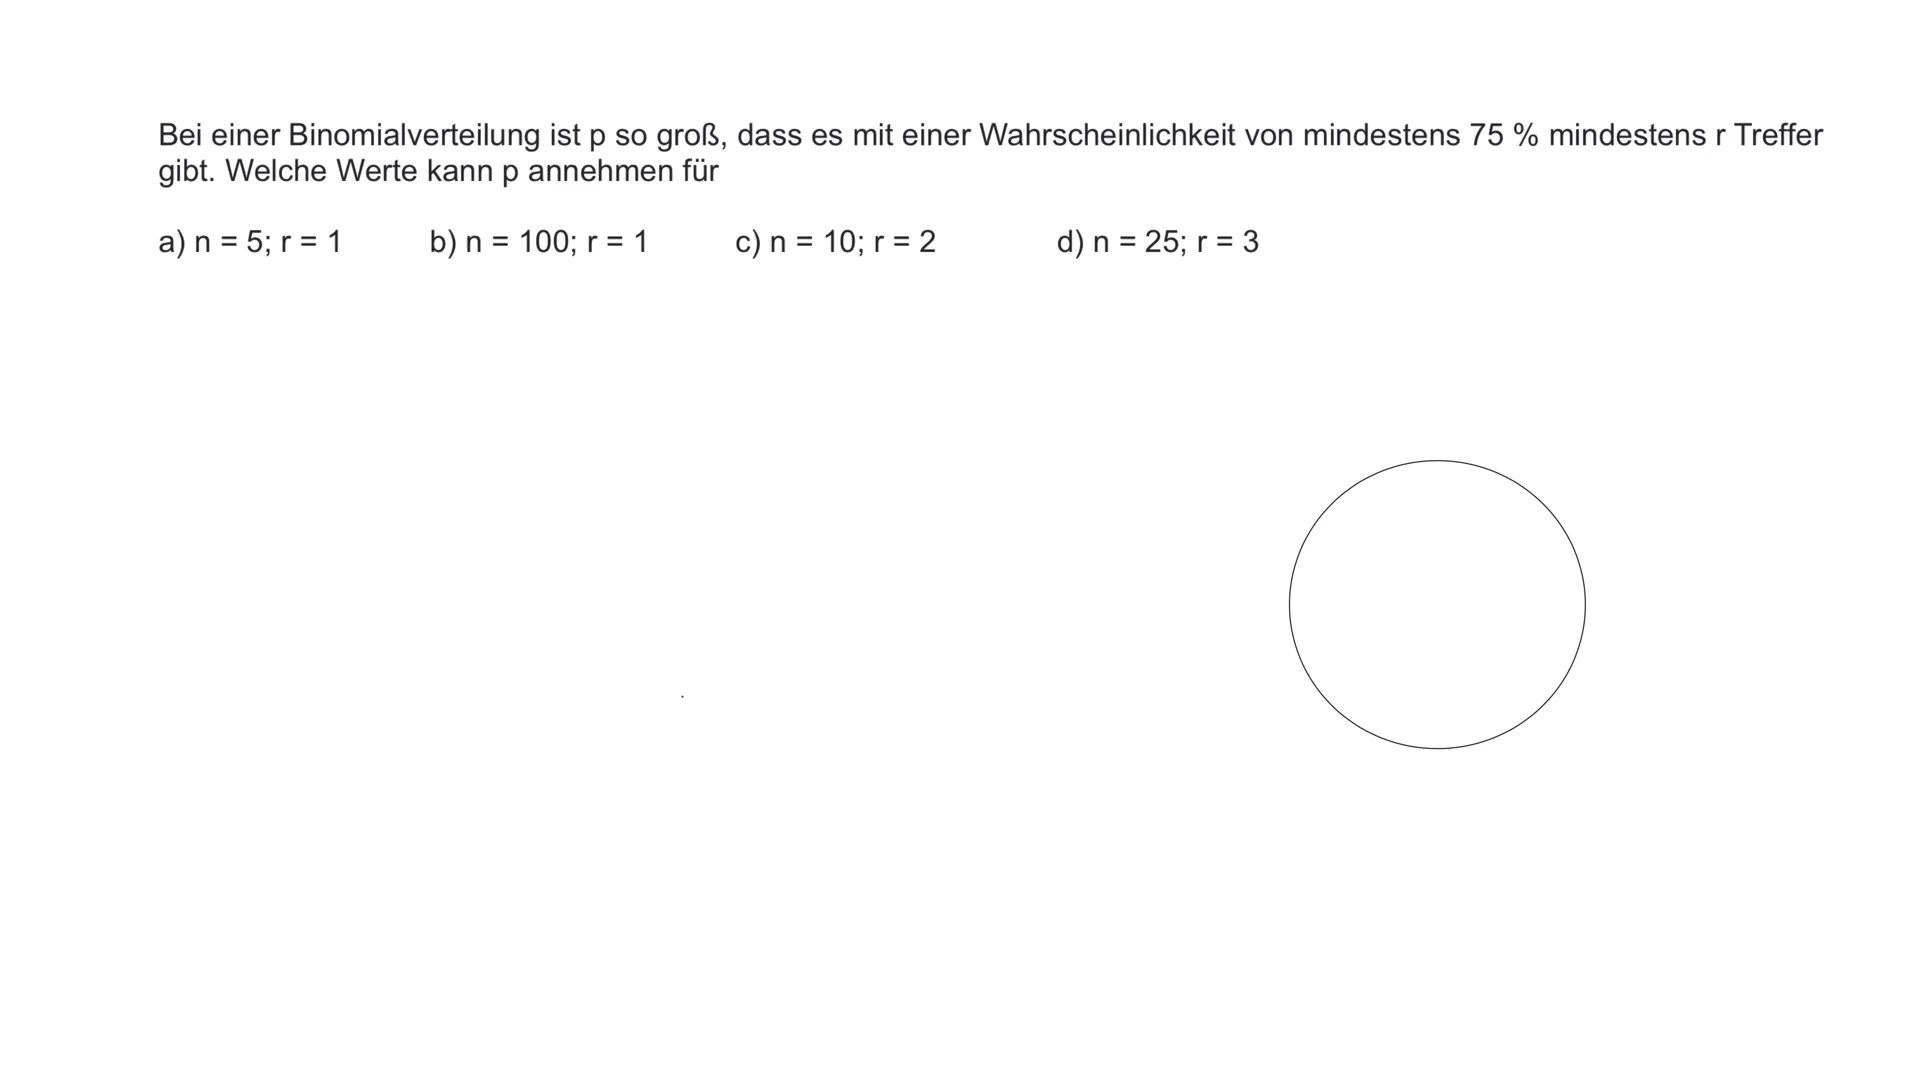 Bei einer Binomialverteilung ist p so groß, dass es mit einer Wahrscheinlichkeit von mindestens 75 % mindestens r Treffer
gibt. Welche Werte kann p annehmen für
a) n = 5; r = 1 b) n = 100; r = 1 c) n = 10; r = 2 d) n = 25; r = 3